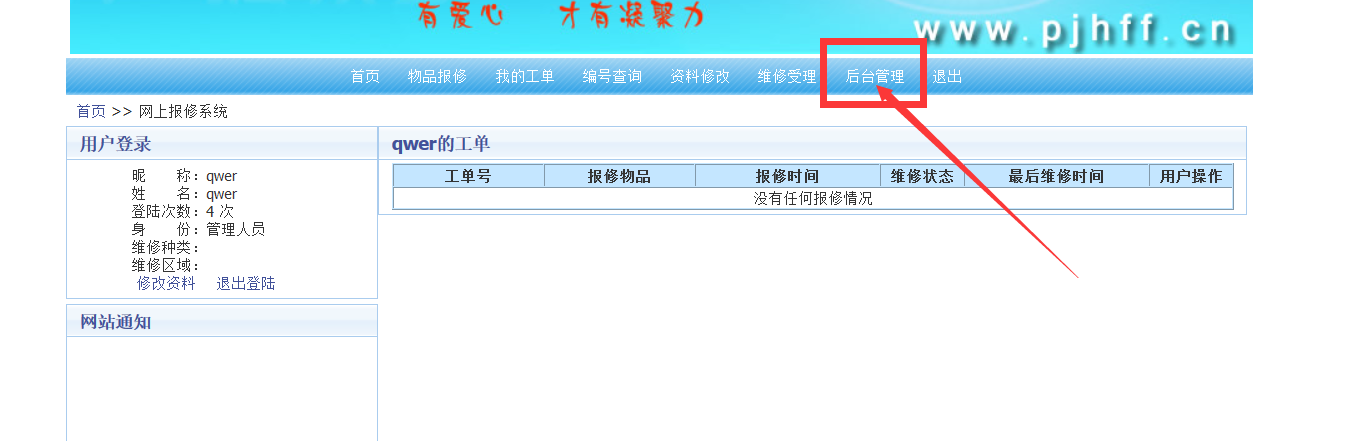 有爱心 才有凝聚力
www.pjhff.cn
首页 物品报修 我的工单 编号查询 资料修改 维修受理 后台管理 退出
首页 >> 网上报修系统
用户登录
昵 称：qwer
姓 名：qwer
登陆次数：4 次
身 份：管理人员
维修种类：
维修区域：
修改资料 退出登陆
网站通知
qwer的工单
工单号 报修物品 报修时间 维修状态 最后维修时间 用户操作
没有任何报修情况